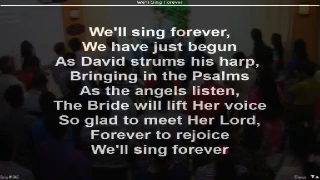 We'll Sing Forever
We'll sing forever,
We have just begun
As David strums his harp,
Bringing in the Psalms
As the angels listen,
The Bride will lift Her voice
So glad to meet Her Lord,
Forever to rejoice
We'll sing forever